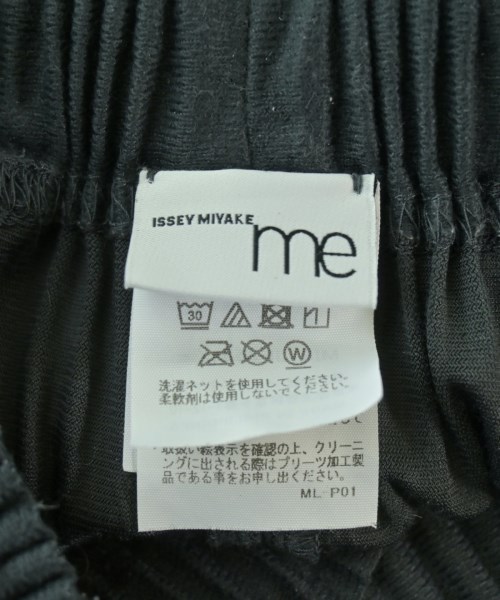 ISSEY MIYAKE
me
30
W
洗濯ネットを使用してください。
柔軟剤は使用しないでください。
取扱い絵表示を確認の上、クリーニ
ングに出される際はプリーツ加工製
品である事をお申し出ください。
ML-P01